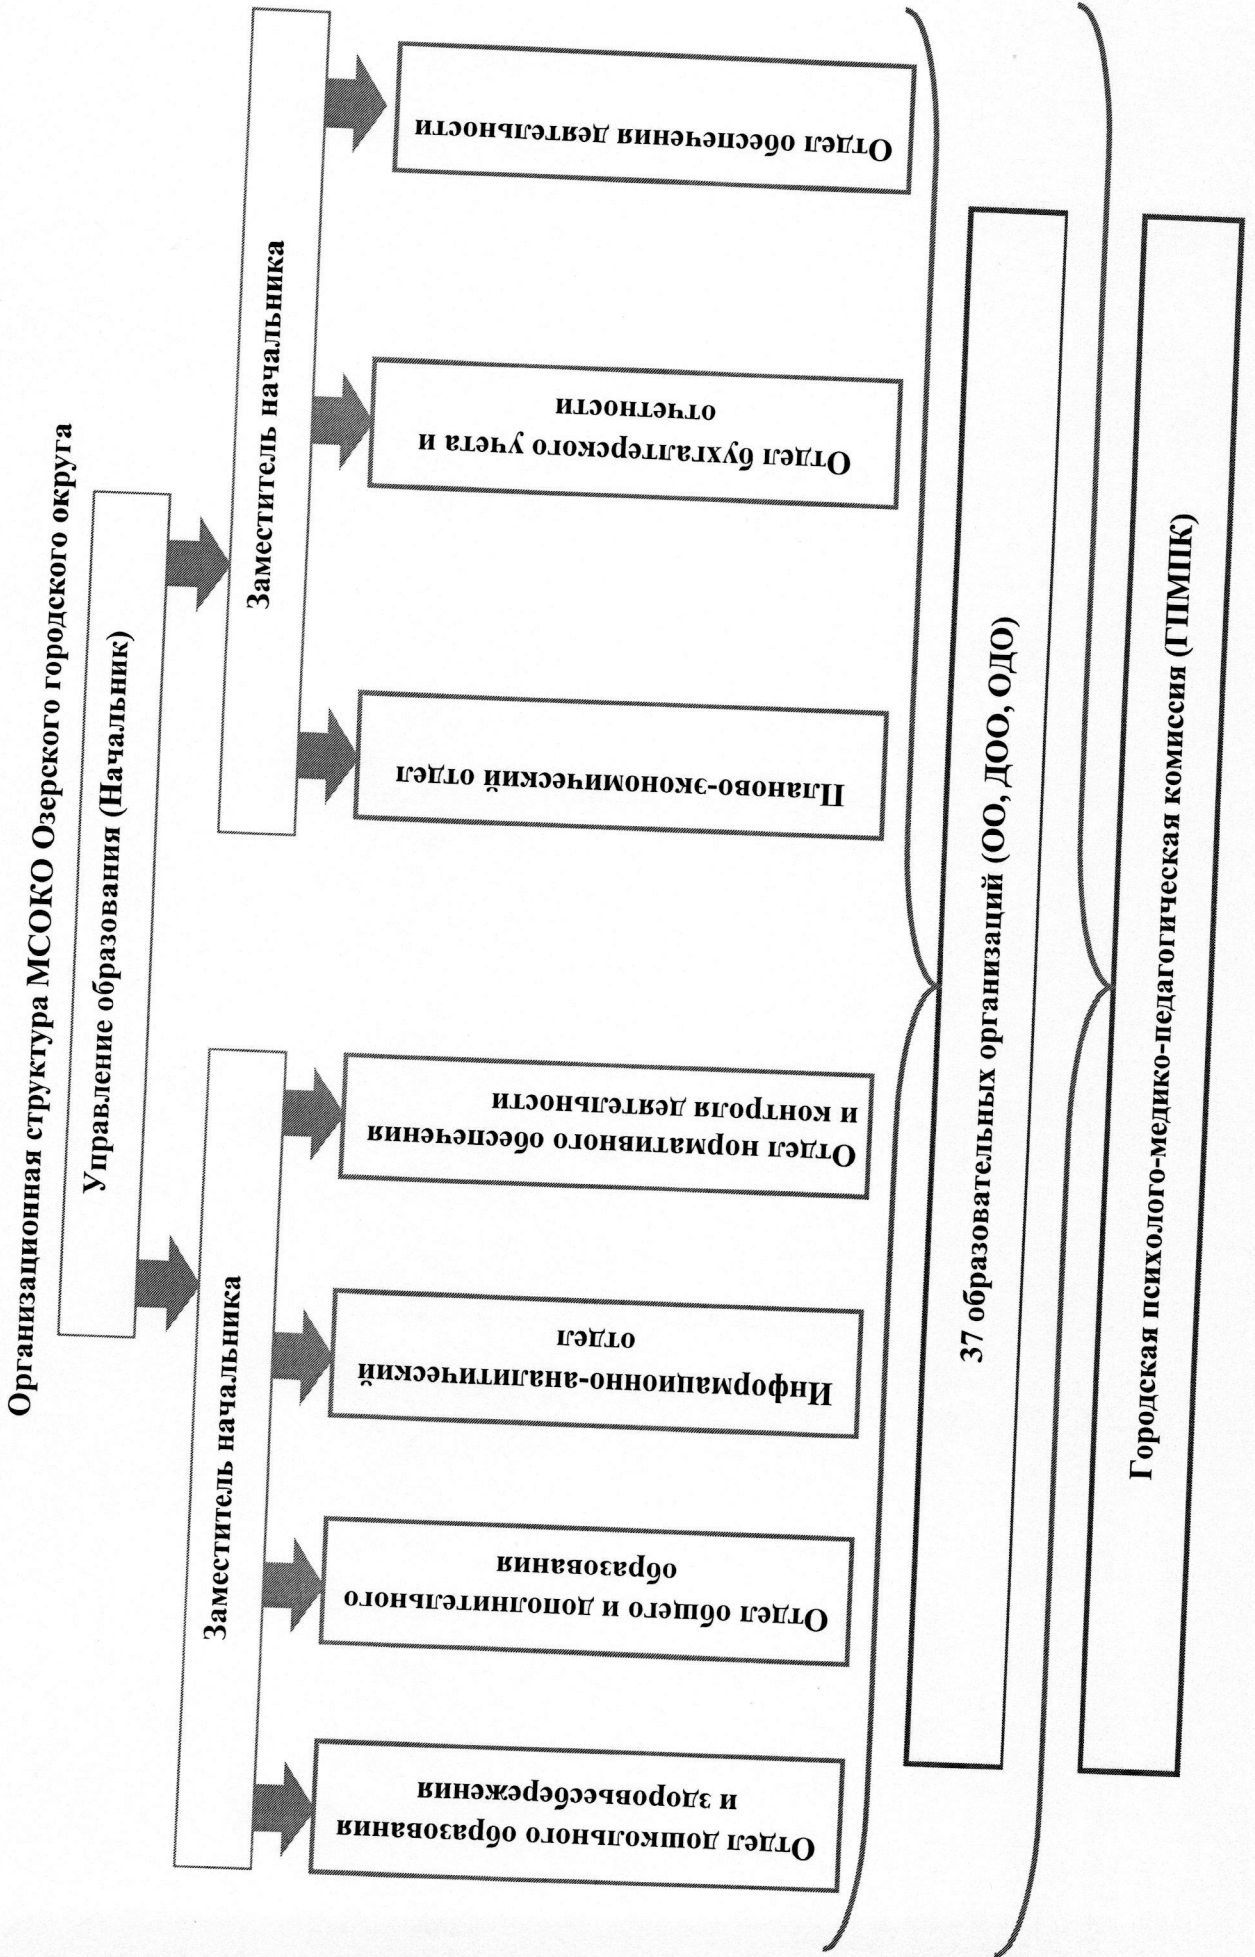 Организационная структура МСОКО Озерского городского округа
Управление образования (Начальник)
Заместитель начальника
Заместитель начальника
Отдел дошкольного образования
и здоровьесбережения
Отдел общего и дополнительного
образования
Информационно-аналитический
отдел
Отдел нормативного обеспечения
и контроля деятельности
Планово-экономический отдел
Отдел бухгалтерского учета и
отчетности
Отдел обеспечения деятельности
37 образовательных организаций (ОО, ДОО, ОДО)
Городская психолого-медико-педагогическая комиссия (ГПМПК)